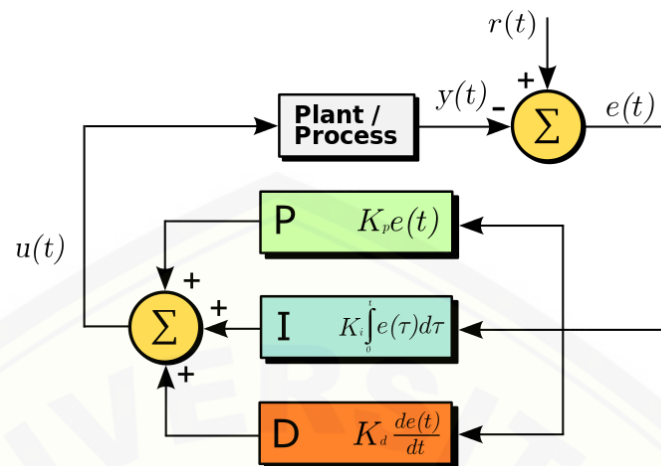 r(t)
+
Plant /
Process
y(t)
-
Σ
e(t)
P K_p e(t)
u(t)
+
Σ
+
I K_i ∫_0^t e(τ)dτ
+
D K_d de(t)/dt